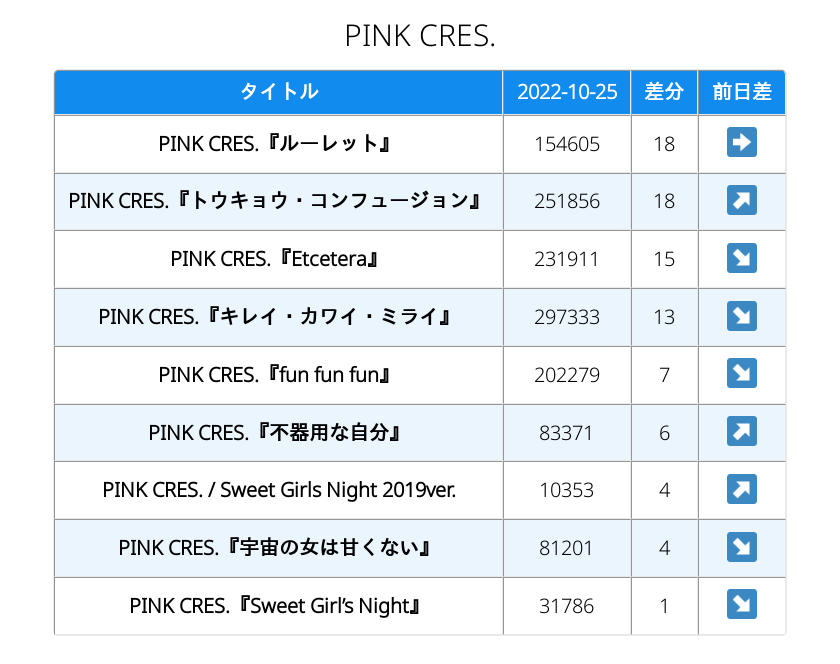 PINK CRES.
タイトル 2022-10-25 差分 前日差
PINK CRES.『ルーレット』 154605 18 ➡
PINK CRES.『トウキョウ・コンフュージョン』 251856 18 ↗
PINK CRES.『Etcetera』 231911 15 ↘
PINK CRES.『キレイ・カワイ・ミライ』 297333 13 ↘
PINK CRES.『fun fun fun』 202279 7 ↘
PINK CRES.『不器用な自分』 83371 6 ↗
PINK CRES. / Sweet Girls Night 2019ver. 10353 4 ↗
PINK CRES.『宇宙の女は甘くない』 81201 4 ↘
PINK CRES.『Sweet Girl’s Night』 31786 1 ↘